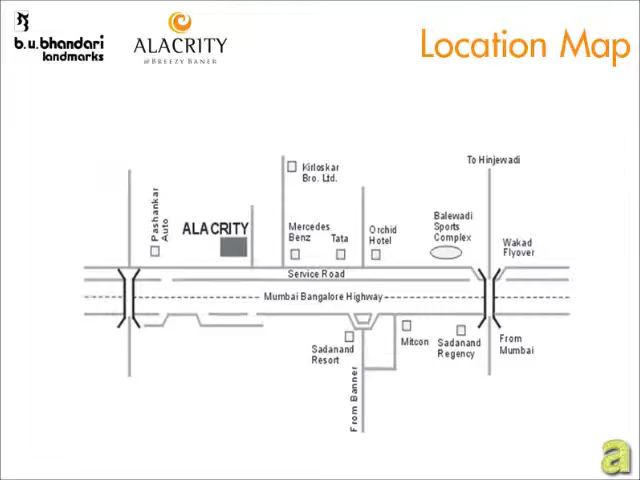 b.u.bhandari
landmarks
ALACRITY
@BREEZY BANER
Location Map
To Hinjewadi
Kirloskar
Bro. Ltd.
Pashankar
Auto
ALACRITY
Mercedes
Benz
Tata
Orchid
Hotel
Balewadi
Sports
Complex
Wakad
Flyover
Service Road
Mumbai Bangalore Highway
Sadanand
Resort
Mitcon
Sadanand
Regency
From
Mumbai
From Banner
a